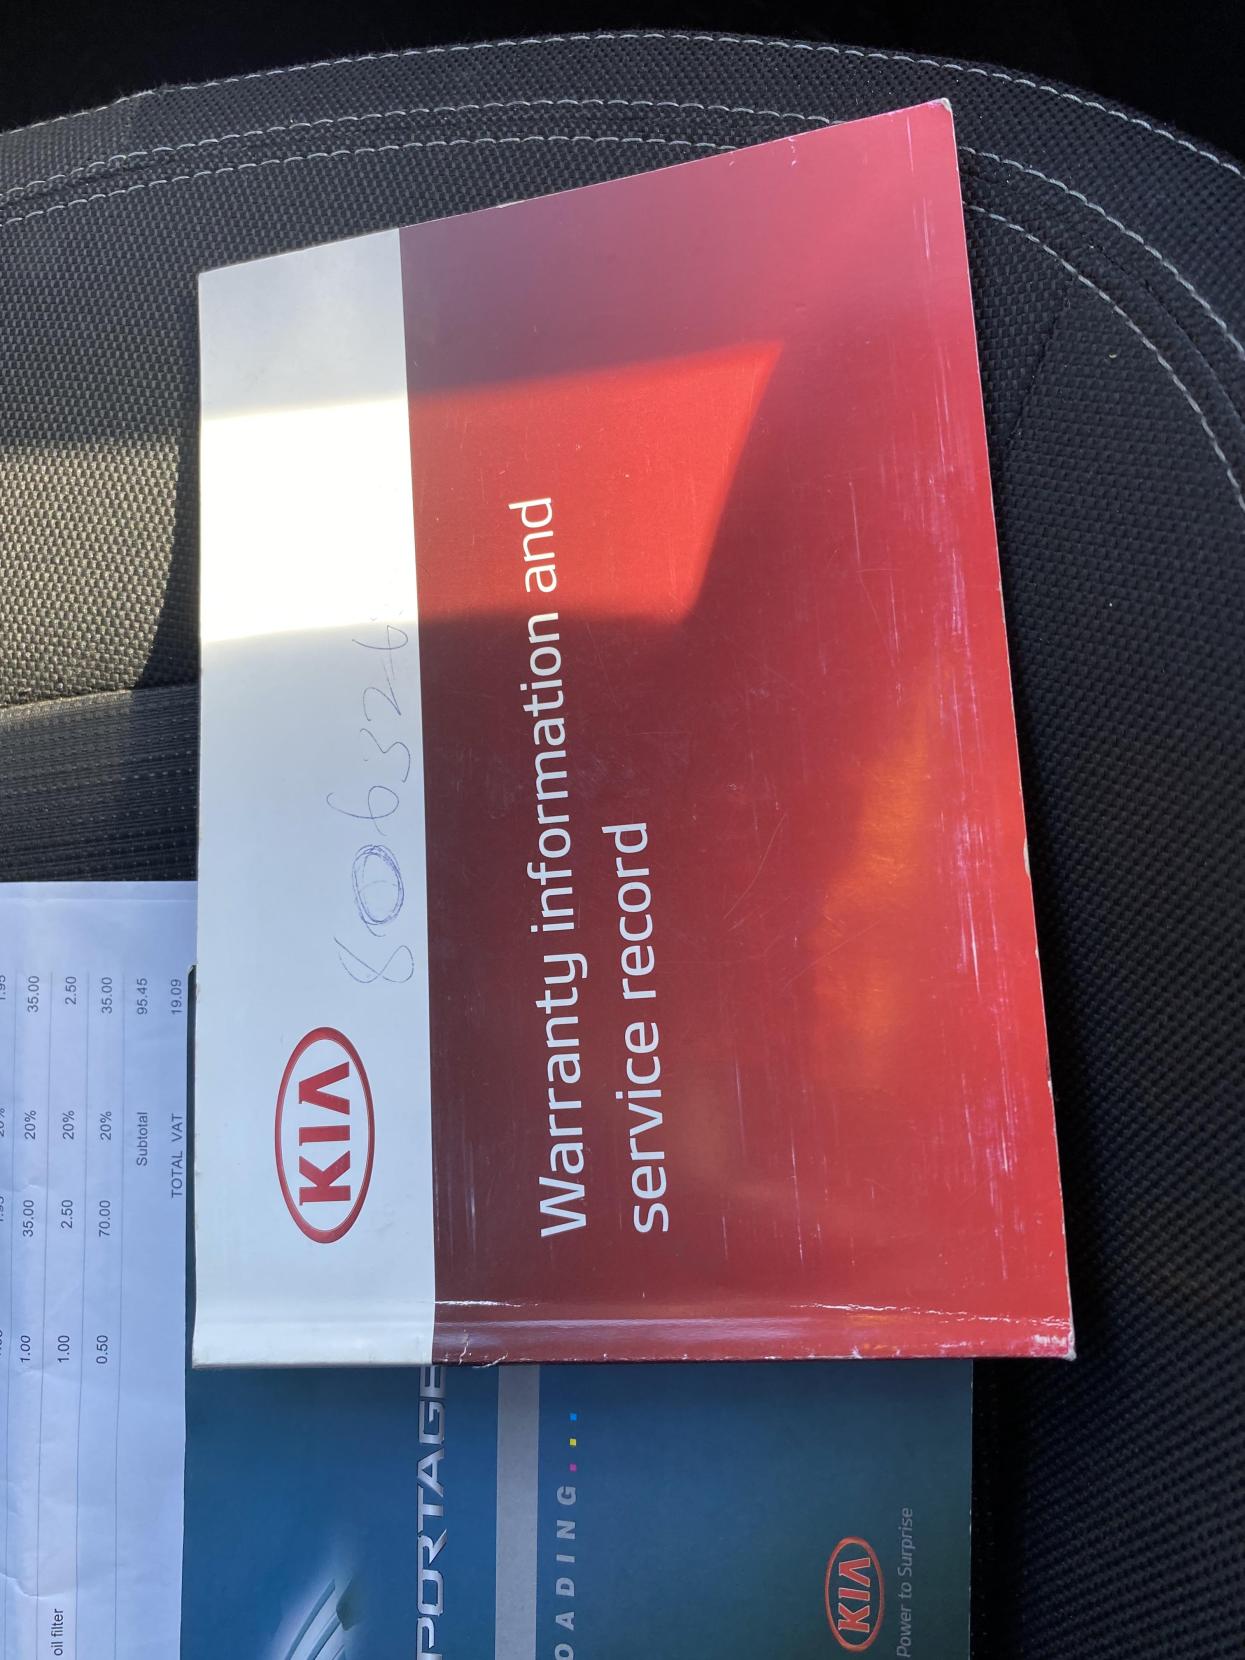 KIA
806326
Warranty information and
service record
1.00 35.00 20% 35.00
oil filter 1.00 2.50 20% 2.50
0.50 70.00 20% 35.00
Subtotal 95.45
TOTAL VAT 19.09
PORTAGE
OADING...
KIA
Power to Surprise